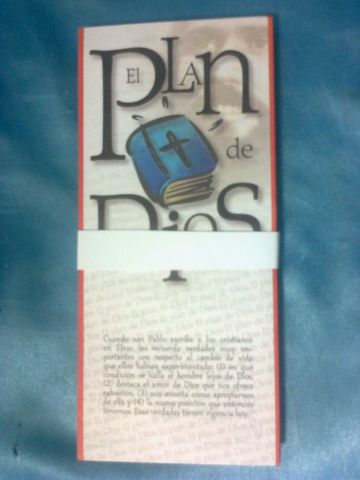 El
PLAn
de
Dios
Cuando san Pablo escribe a los cristianos
en Éfeso, les recuerda verdades muy im-
portantes con respecto al cambio de vida
que ellos habían experimentado: (1) en qué
condición se halla el hombre lejos de Dios,
(2) destaca el amor de Dios que nos ofrece
salvación, (3) nos enseña cómo apropiarnos
de ella y (4) la nueva posición que entonces
tenemos. Esas verdades tienen vigencia hoy.